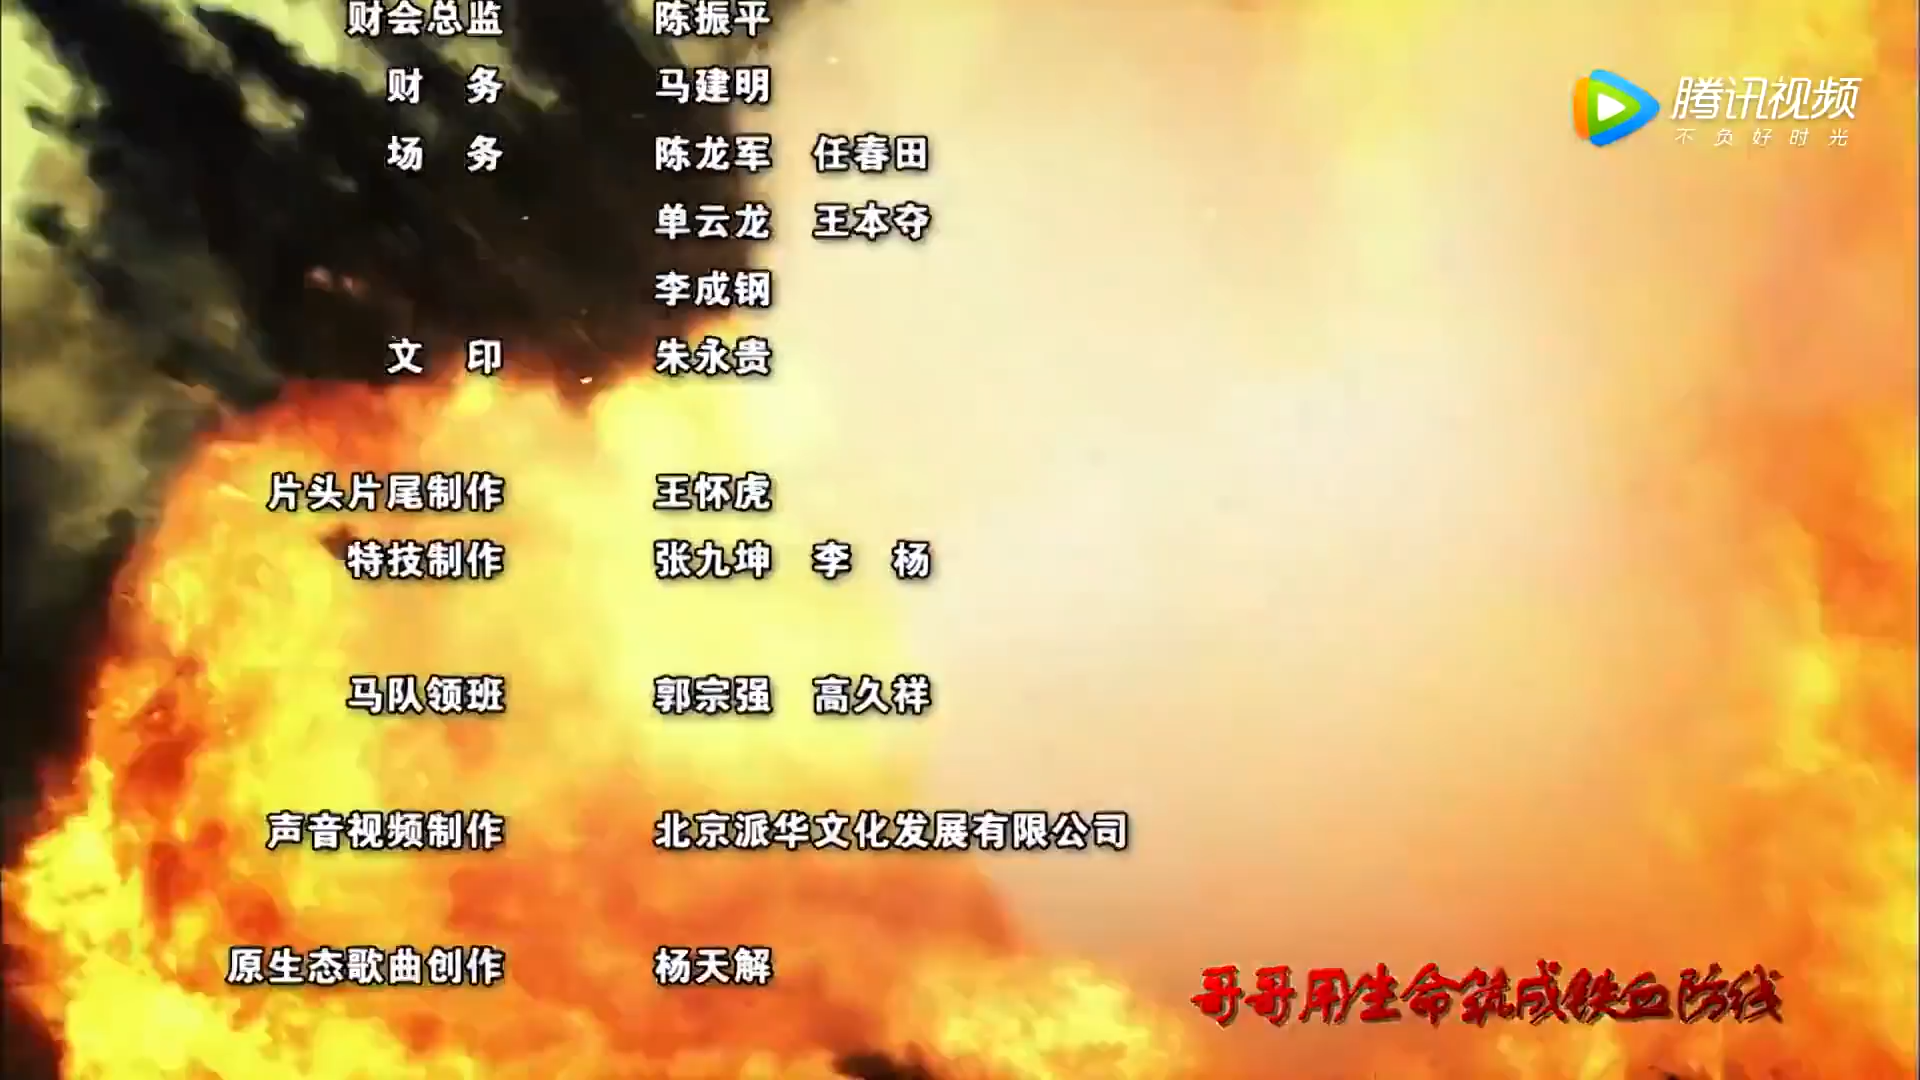 财会总监 陈振平
财 务 马建明
场 务 陈龙军 任春田
单云龙 王本夺
李成钢
文 印 朱永贵
片头片尾制作 王怀虎
特技制作 张九坤 李 杨
马队领班 郭宗强 高久祥
声音视频制作 北京派华文化发展有限公司
原生态歌曲创作 杨天解
腾讯视频
不负好时光
哥哥用生命筑成铁血防线